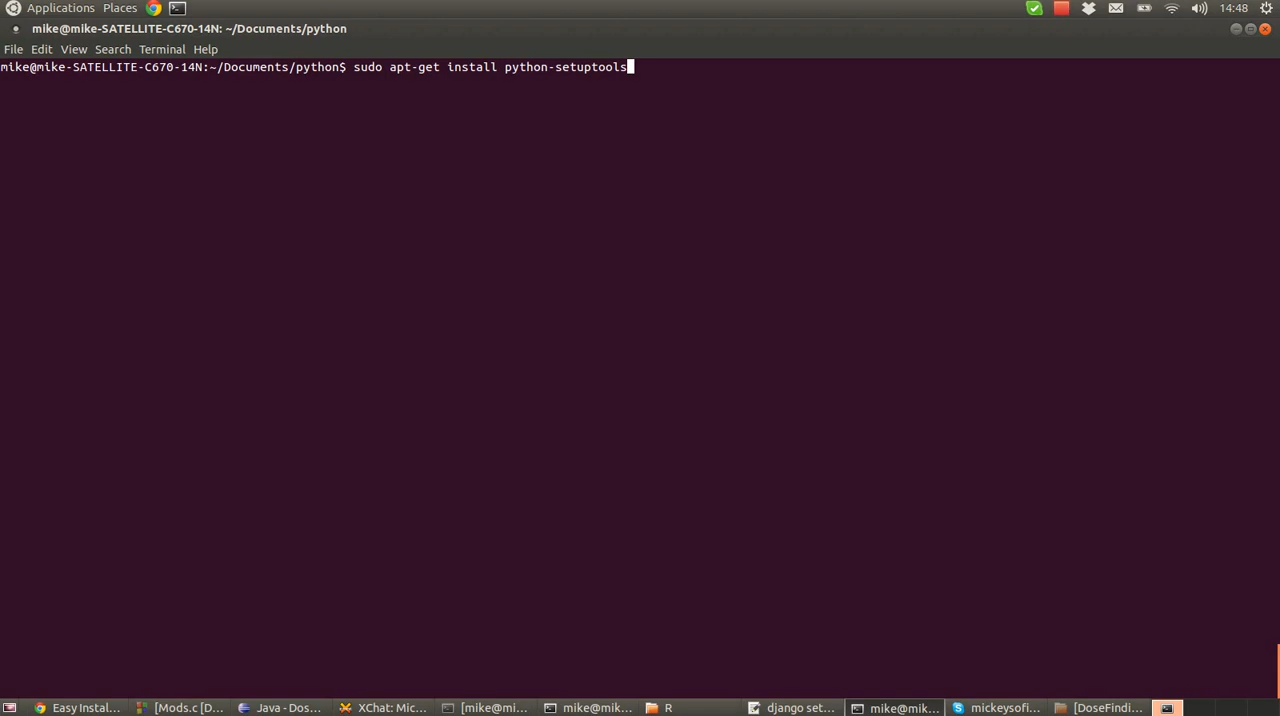 Applications Places 14:48
mike@mike-SATELLITE-C670-14N: ~/Documents/python
File Edit View Search Terminal Help
mike@mike-SATELLITE-C670-14N:~/Documents/python$ sudo apt-get install python-setuptools
Easy Instal... [Mods.c [D... Java - Dos... XChat: Mic... [mike@mi... mike@mik... R django set... mike@mik... mickeysofi... [DoseFindi...